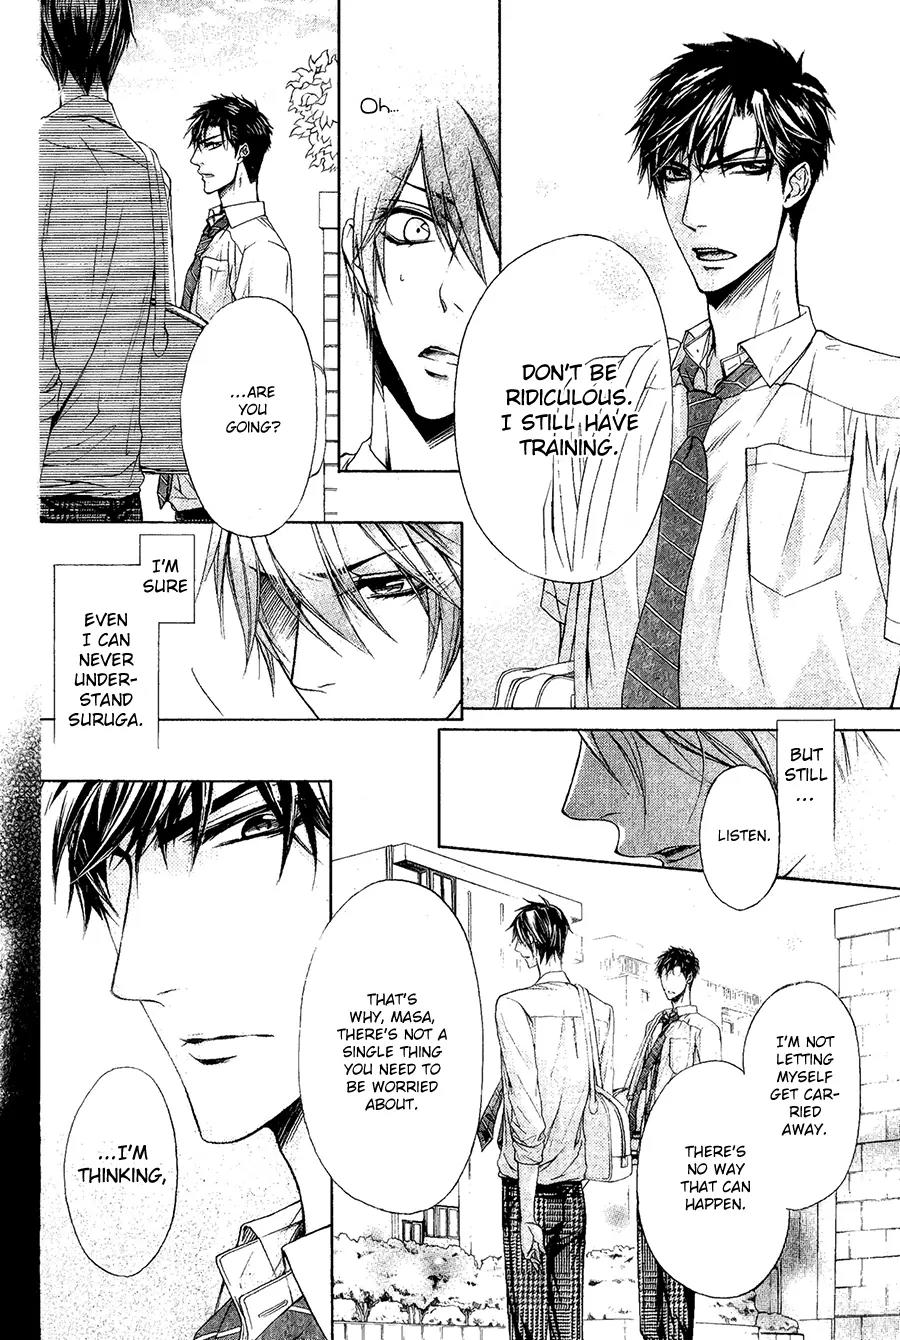 DON'T BE
RIDICULOUS.
I STILL HAVE
TRAINING.
Oh...
...ARE
YOU
GOING?
I'M
SURE
EVEN
I CAN
NEVER
UNDER-
STAND
SURUGA.
BUT
STILL
...
LISTEN.
I'M NOT
LETTING
MYSELF
GET CAR-
RIED
AWAY.
THERE'S
NO WAY
THAT CAN
HAPPEN.
THAT'S
WHY, MASA,
THERE'S NOT A
SINGLE THING
YOU NEED TO
BE WORRIED
ABOUT.
...I'M
THINKING,